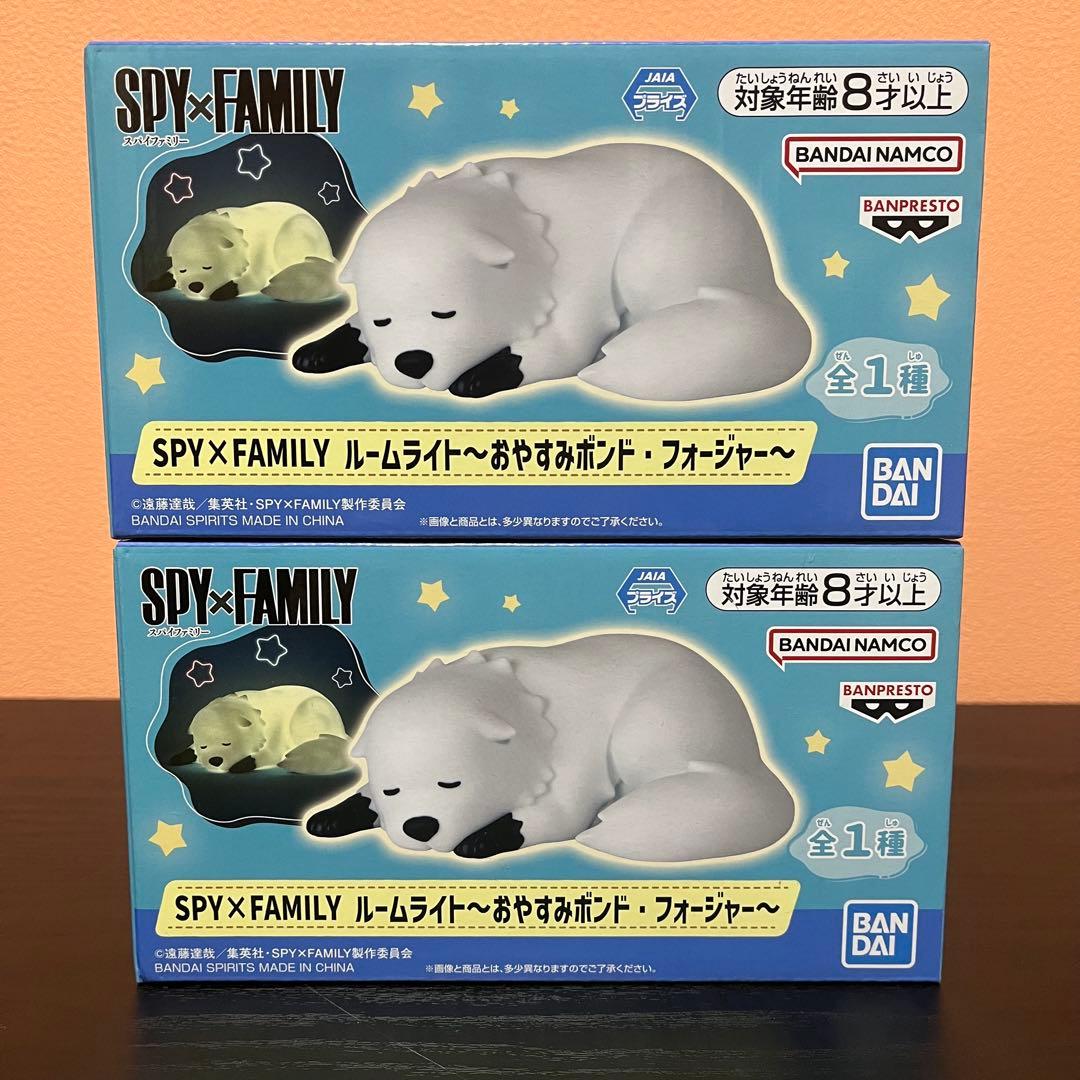 SPY×FAMILY
スパイファミリー
JAIA
プライズ
たいしょうねんれい さい い じょう
対象年齢8才以上
BANDAI NAMCO
BANPRESTO
ぜん しゅ
全1種
SPY×FAMILY ルームライト〜おやすみボンド・フォージャー〜
©遠藤達哉/集英社・SPY×FAMILY製作委員会
BANDAI SPIRITS MADE IN CHINA
※画像と商品とは、多少異なりますのでご了承ください。
BAN
DAI
SPY×FAMILY
スパイファミリー
JAIA
プライズ
たいしょうねんれい さい い じょう
対象年齢8才以上
BANDAI NAMCO
BANPRESTO
ぜん しゅ
全1種
SPY×FAMILY ルームライト〜おやすみボンド・フォージャー〜
©遠藤達哉/集英社・SPY×FAMILY製作委員会
BANDAI SPIRITS MADE IN CHINA
※画像と商品とは、多少異なりますのでご了承ください。
BAN
DAI